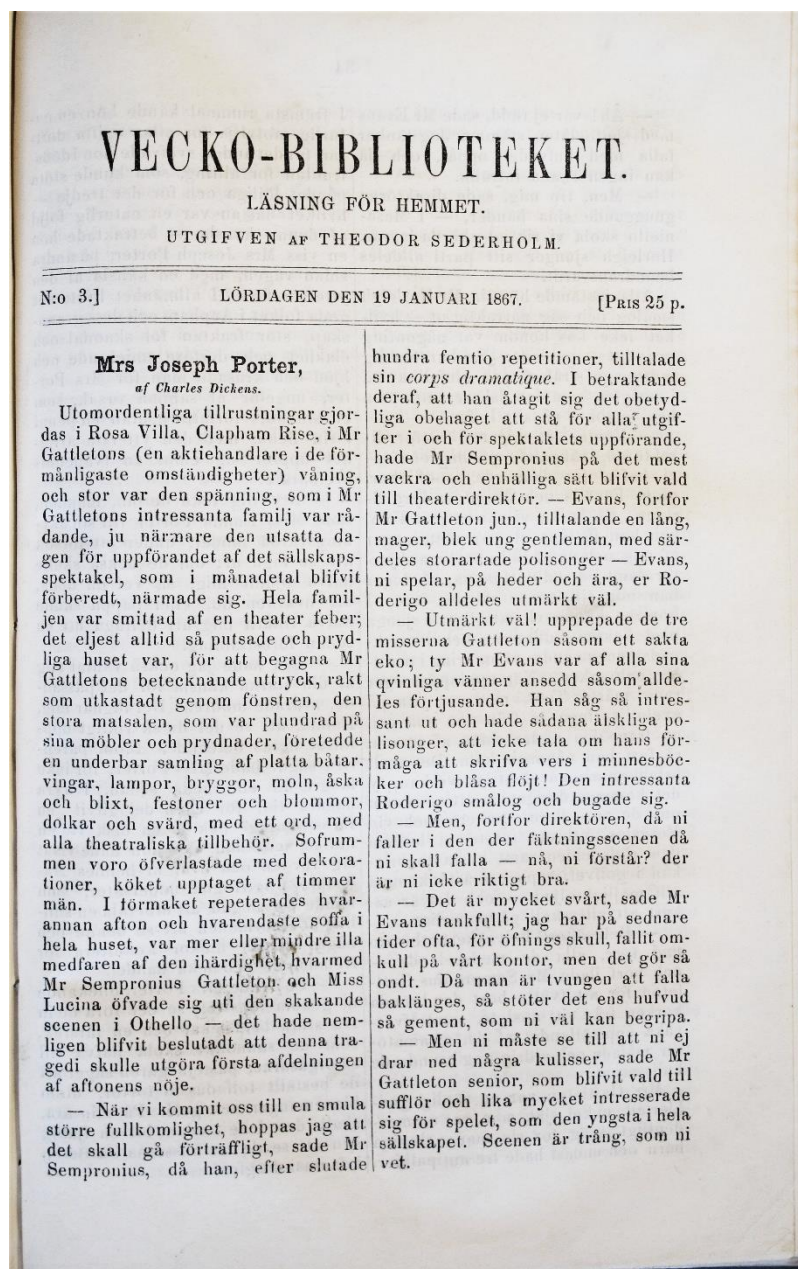 VECKO-BIBLIOTEKET.
LÄSNING FÖR HEMMET.
UTGIFVEN AF THEODOR SEDERHOLM.
N:o 3.] LÖRDAGEN DEN 19 JANUARI 1867. [PRIS 25 p.
Mrs Joseph Porter,
af Charles Dickens.
Utomordentliga tillrustningar gjor-
das i Rosa Villa, Clapham Rise, i Mr
Gattletons (en aktiehandlare i de för-
månligaste omständigheter) våning,
och stor var den spänning, som i Mr
Gattletons intressanta familj var rå-
dande, ju närmare den utsatta da-
gen för uppförandet af det sällskaps-
spektakel, som i månadetal blifvit
förberedt, närmade sig. Hela famil-
jen var smittad af en theater feber;
det eljest alltid så putsade och pryd-
liga huset var, för att begagna Mr
Gattletons betecknande uttryck, rakt
som utkastadt genom fönstren, den
stora matsalen, som var plundrad på
sina möbler och prydnader, företedde
en underbar samling af platta båtar,
vingar, lampor, bryggor, moln, åska
och blixt, festoner och blommor,
dolkar och svärd, med ett ord, med
alla theatraliska tillbehör. Sofrum-
men voro öfverlastade med dekora-
tioner, köket upptaget af timmer
män. I förmaket repeterades hvar-
annan afton och hvarendaste soffa i
hela huset, var mer eller mindre illa
medfaren af den ihärdighet, hvarmed
Mr Sempronius Gattleton och Miss
Lucina öfvade sig uti den skakande
scenen i Othello — det hade nem-
ligen blifvit beslutadt att denna tra-
gedi skulle utgöra första afdelningen
af aftonens nöje.
— När vi kommit oss till en smula
större fullkomlighet, hoppas jag att
det skall gå förträffligt, sade Mr
Sempronius, då han, efter slutade
hundra femtio repetitioner, tilltalade
sin corps dramatique. I betraktande
deraf, att han åtagit sig det obetyd-
liga obehaget att stå för alla utgif-
ter i och för spektaklets uppförande,
hade Mr Sempronius på det mest
vackra och enhälliga sätt blifvit vald
till theaterdirektör. — Evans, fortfor
Mr Gattleton jun., tilltalande en lång,
mager, blek ung gentleman, med sär-
deles storartade polisonger — Evans,
ni spelar, på heder och ära, er Ro-
derigo alldeles utmärkt väl.
— Utmärkt väl! upprepade de tre
misserna Gattleton såsom ett sakta
eko; ty Mr Evans var af alla sina
qvinliga vänner ansedd såsom allde-
les förtjusande. Han såg så intres-
sant ut och hade sådana älskliga po-
lisonger, att icke tala om hans för-
måga att skrifva vers i minnesböc-
ker och blåsa flöjt! Den intressanta
Roderigo smålog och bugade sig.
— Men, fortfor direktören, då ni
faller i den der fäktningsscenen då
ni skall falla — nå, ni förstår? der
är ni icke riktigt bra.
— Det är mycket svårt, sade Mr
Evans tankfullt; jag har på sednare
tider ofta, för öfnings skull, fallit om-
kull på vårt kontor, men det gör så
ondt. Då man är tvungen att falla
baklänges, så stöter det ens hufvud
så gement, som ni väl kan begripa.
— Men ni måste se till att ni ej
drar ned några kulisser, sade Mr
Gattleton senior, som blifvit vald till
sufflör och lika mycket intresserade
sig för spelet, som den yngsta i hela
sällskapet. Scenen är trång, som ni
vet.